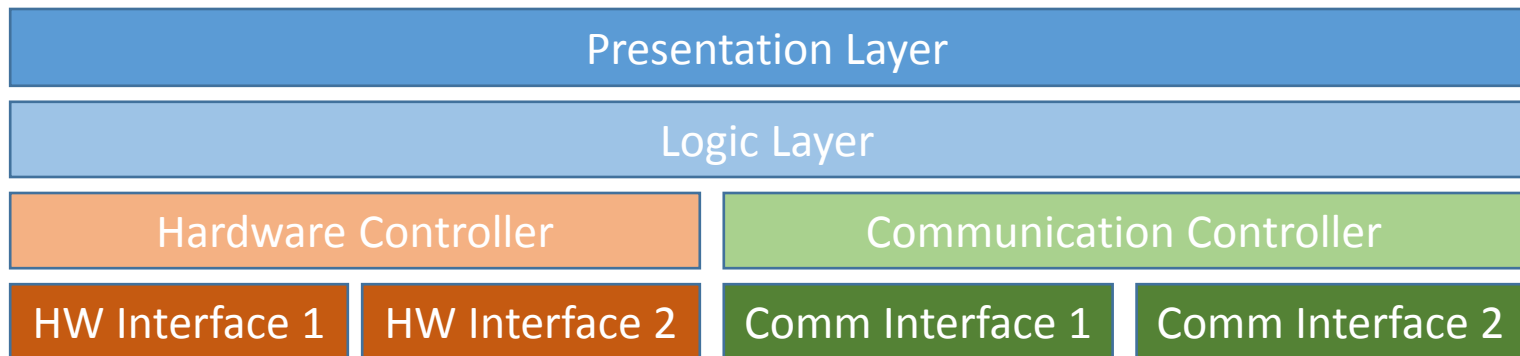 Presentation Layer
Logic Layer
Hardware Controller
Communication Controller
HW Interface 1
HW Interface 2
Comm Interface 1
Comm Interface 2